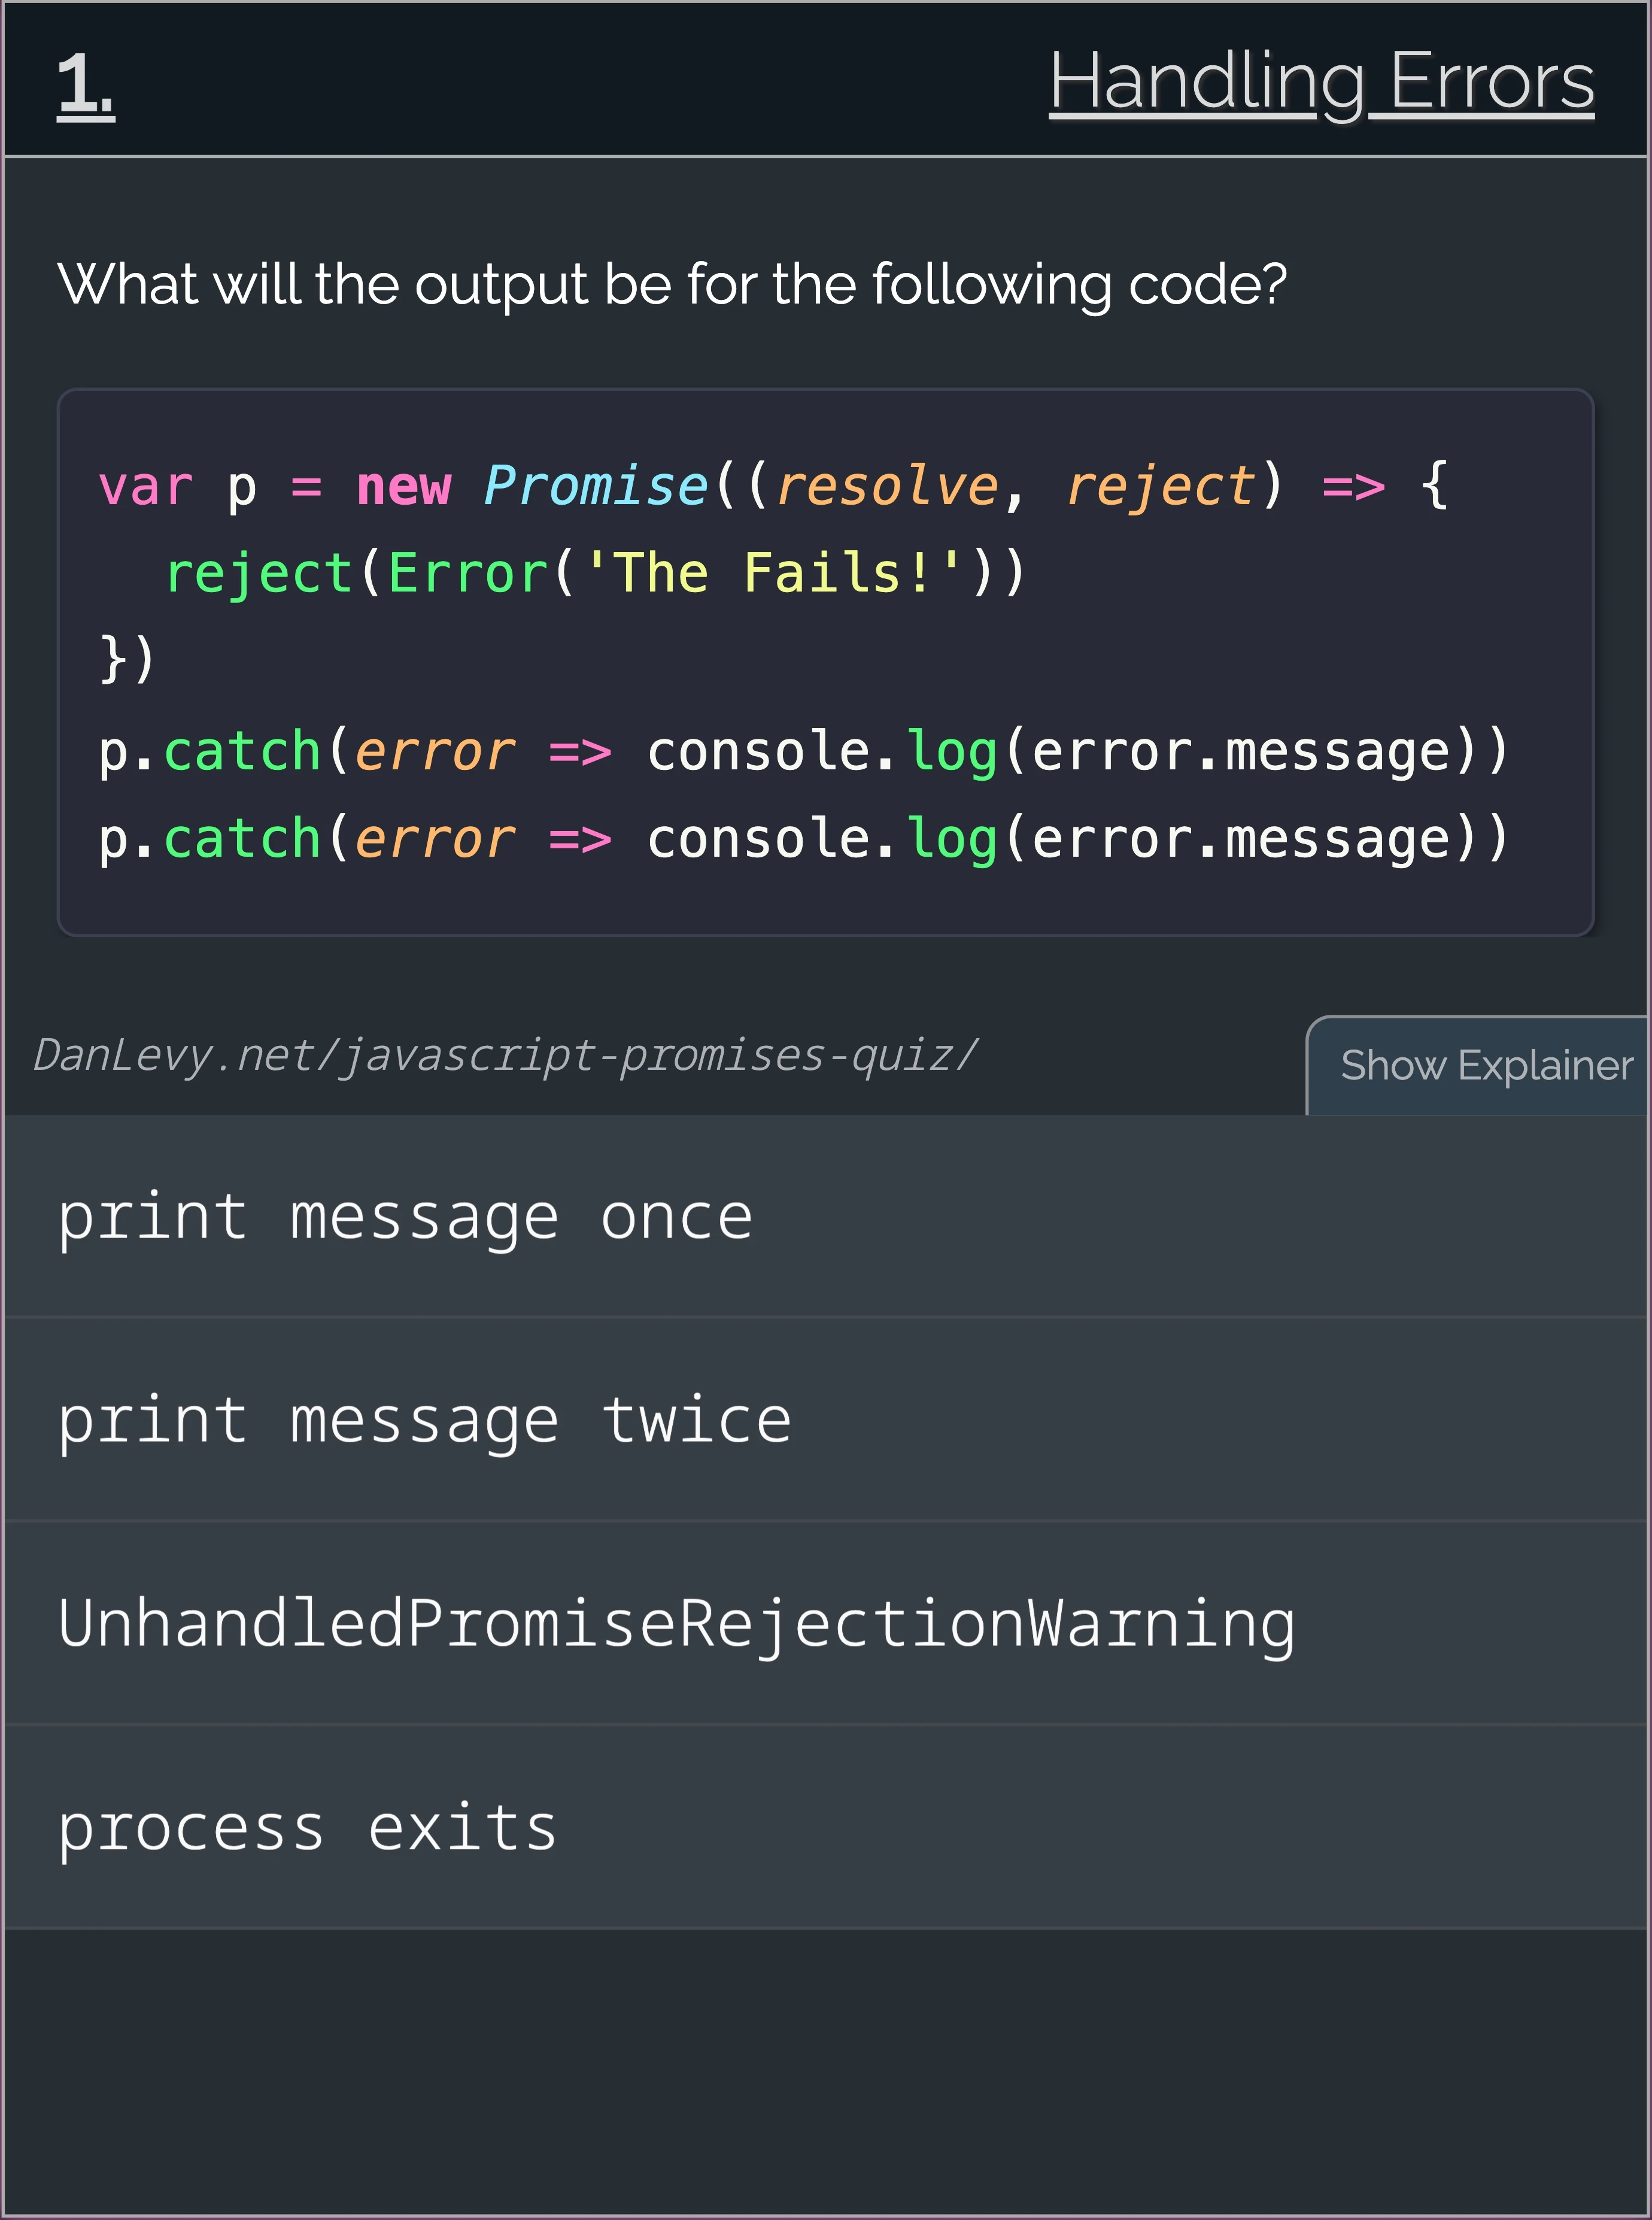 1.
Handling Errors
What will the output be for the following code?
var p = new Promise((resolve, reject) => {
  reject(Error('The Fails!'))
})
p.catch(error => console.log(error.message))
p.catch(error => console.log(error.message))
DanLevy.net/javascript-promises-quiz/
Show Explainer
print message once
print message twice
UnhandledPromiseRejectionWarning
process exits